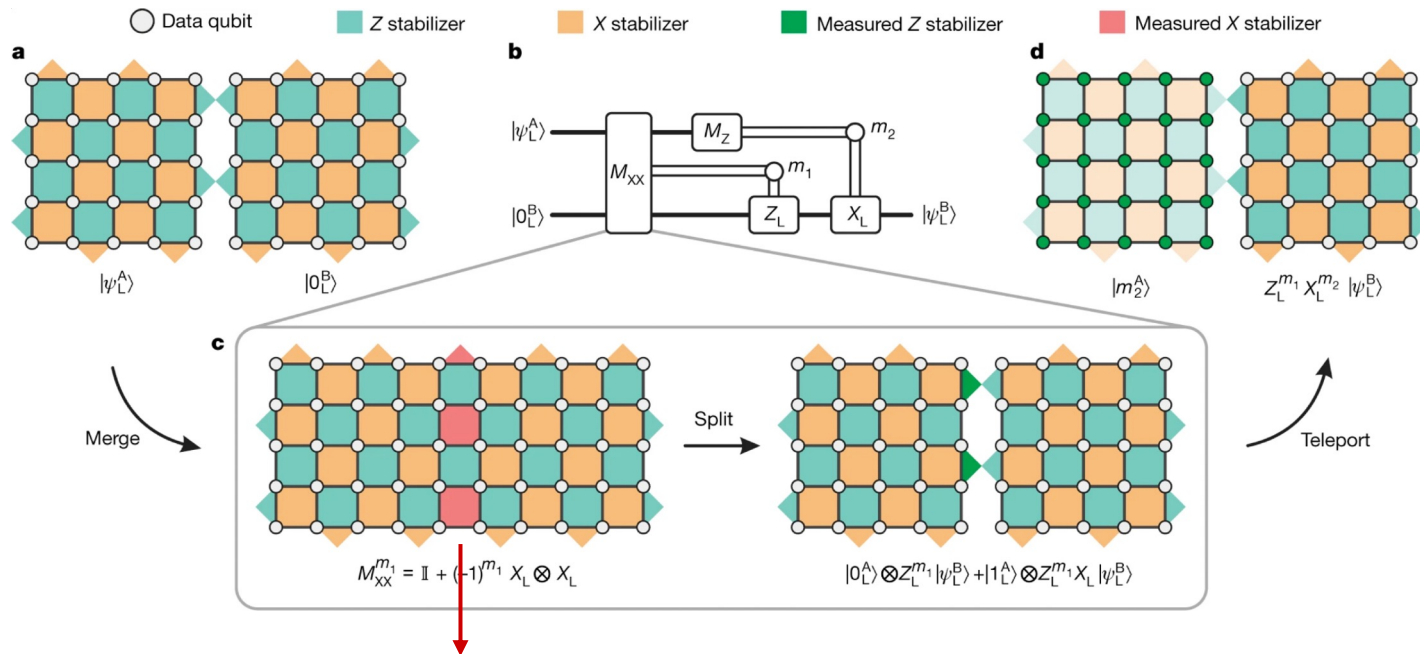 Data qubit
Z stabilizer
X stabilizer
Measured Z stabilizer
Measured X stabilizer
a
|ψ_L^A⟩
|0_L^B⟩
b
|ψ_L^A⟩
M_XX
M_Z
m_2
m_1
|0_L^B⟩
Z_L
X_L
|ψ_L^B⟩
d
|m_2^A⟩
Z_L^{m_1} X_L^{m_2} |ψ_L^B⟩
Merge
c
M_XX^{m_1} = 𝕀 + (-1)^{m_1} X_L ⊗ X_L
Split
|0_L^A⟩ ⊗ Z_L^{m_1} |ψ_L^B⟩ + |1_L^A⟩ ⊗ Z_L^{m_1} X_L |ψ_L^B⟩
Teleport